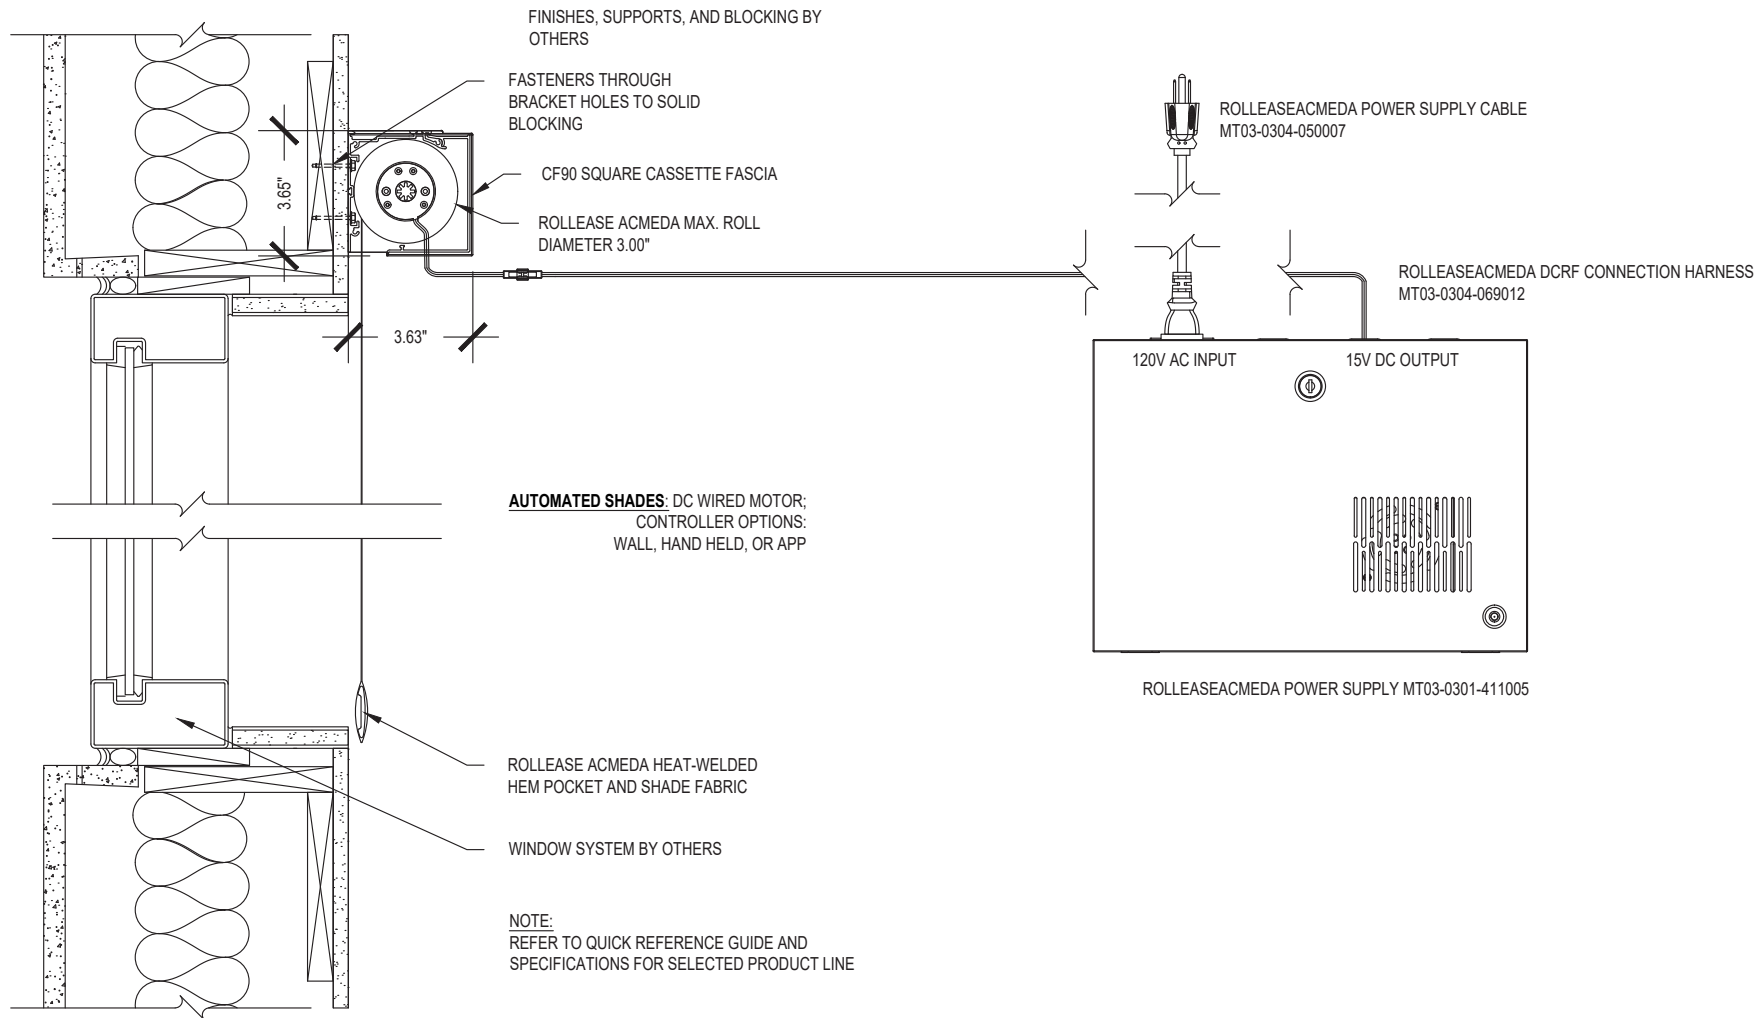 FINISHES, SUPPORTS, AND BLOCKING BY
OTHERS
FASTENERS THROUGH
BRACKET HOLES TO SOLID
BLOCKING
CF90 SQUARE CASSETTE FASCIA
ROLLEASE ACMEDA MAX. ROLL
DIAMETER 3.00"
3.65"
3.63"
ROLLEASEACMEDA POWER SUPPLY CABLE
MT03-0304-050007
ROLLEASEACMEDA DCRF CONNECTION HARNESS
MT03-0304-069012
120V AC INPUT
15V DC OUTPUT
AUTOMATED SHADES: DC WIRED MOTOR;
CONTROLLER OPTIONS:
WALL, HAND HELD, OR APP
ROLLEASEACMEDA POWER SUPPLY MT03-0301-411005
ROLLEASE ACMEDA HEAT-WELDED
HEM POCKET AND SHADE FABRIC
WINDOW SYSTEM BY OTHERS
NOTE:
REFER TO QUICK REFERENCE GUIDE AND
SPECIFICATIONS FOR SELECTED PRODUCT LINE